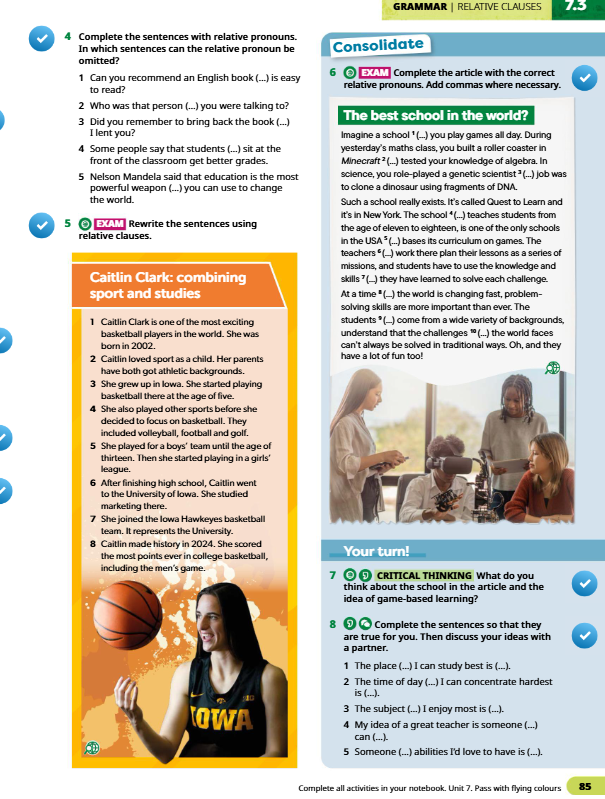 GRAMMAR | RELATIVE CLAUSES 7.3
4 Complete the sentences with relative pronouns.
In which sentences can the relative pronoun be
omitted?
1 Can you recommend an English book (...) is easy
to read?
2 Who was that person (...) you were talking to?
3 Did you remember to bring back the book (...)
I lent you?
4 Some people say that students (...) sit at the
front of the classroom get better grades.
5 Nelson Mandela said that education is the most
powerful weapon (...) you can use to change
the world.
5 EXAM Rewrite the sentences using
relative clauses.
Caitlin Clark: combining
sport and studies
1 Caitlin Clark is one of the most exciting
basketball players in the world. She was
born in 2002.
2 Caitlin loved sport as a child. Her parents
have both got athletic backgrounds.
3 She grew up in Iowa. She started playing
basketball there at the age of five.
4 She also played other sports before she
decided to focus on basketball. They
included volleyball, football and golf.
5 She played for a boys' team until the age of
thirteen. Then she started playing in a girls'
league.
6 After finishing high school, Caitlin went
to the University of Iowa. She studied
marketing there.
7 She joined the Iowa Hawkeyes basketball
team. It represents the University.
8 Caitlin made history in 2024. She scored
the most points ever in college basketball,
including the men's game.
IOWA
Consolidate
6 EXAM Complete the article with the correct
relative pronouns. Add commas where necessary.
The best school in the world?
Imagine a school ¹ (...) you play games all day. During
yesterday's maths class, you built a roller coaster in
Minecraft ² (...) tested your knowledge of algebra. In
science, you role-played a genetic scientist ³ (...) job was
to clone a dinosaur using fragments of DNA.
Such a school really exists. It's called Quest to Learn and
it's in New York. The school ⁴ (...) teaches students from
the age of eleven to eighteen, is one of the only schools
in the USA ⁵ (...) bases its curriculum on games. The
teachers ⁶ (...) work there plan their lessons as a series of
missions, and students have to use the knowledge and
skills ⁷ (...) they have learned to solve each challenge.
At a time ⁸ (...) the world is changing fast, problem-
solving skills are more important than ever. The
students ⁹ (...) come from a wide variety of backgrounds,
understand that the challenges ¹⁰ (...) the world faces
can't always be solved in traditional ways. Oh, and they
have a lot of fun too!
Your turn!
7 CRITICAL THINKING What do you
think about the school in the article and the
idea of game-based learning?
8 Complete the sentences so that they
are true for you. Then discuss your ideas with
a partner.
1 The place (...) I can study best is (...).
2 The time of day (...) I can concentrate hardest
is (...).
3 The subject (...) I enjoy most is (...).
4 My idea of a great teacher is someone (...)
can (...).
5 Someone (...) abilities I'd love to have is (...).
Complete all activities in your notebook. Unit 7. Pass with flying colours 85